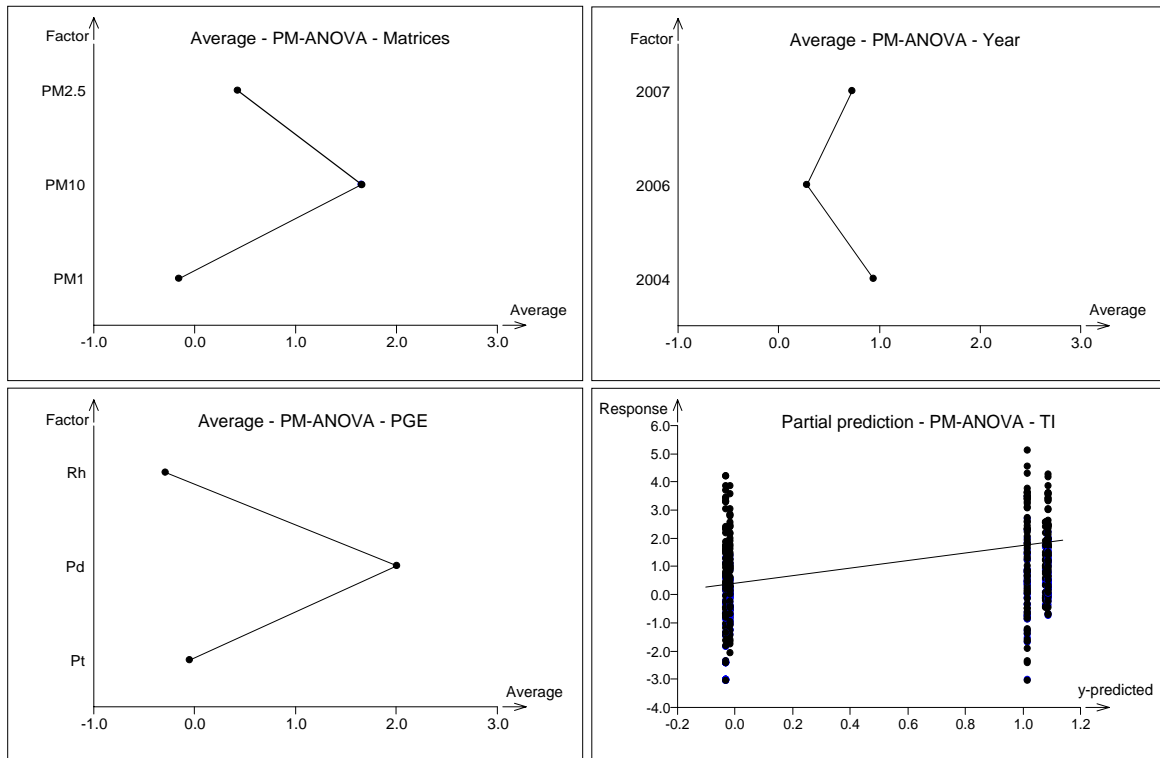 Factor
Average - PM-ANOVA - Matrices
PM2.5
PM10
PM1
Average
-1.0 0.0 1.0 2.0 3.0
Factor
Average - PM-ANOVA - Year
2007
2006
2004
Average
-1.0 0.0 1.0 2.0 3.0
Factor
Average - PM-ANOVA - PGE
Rh
Pd
Pt
Average
-1.0 0.0 1.0 2.0 3.0
Response
Partial prediction - PM-ANOVA - TI
6.0
5.0
4.0
3.0
2.0
1.0
0.0
-1.0
-2.0
-3.0
y-predicted
-4.0
-0.2 0.0 0.2 0.4 0.6 0.8 1.0 1.2